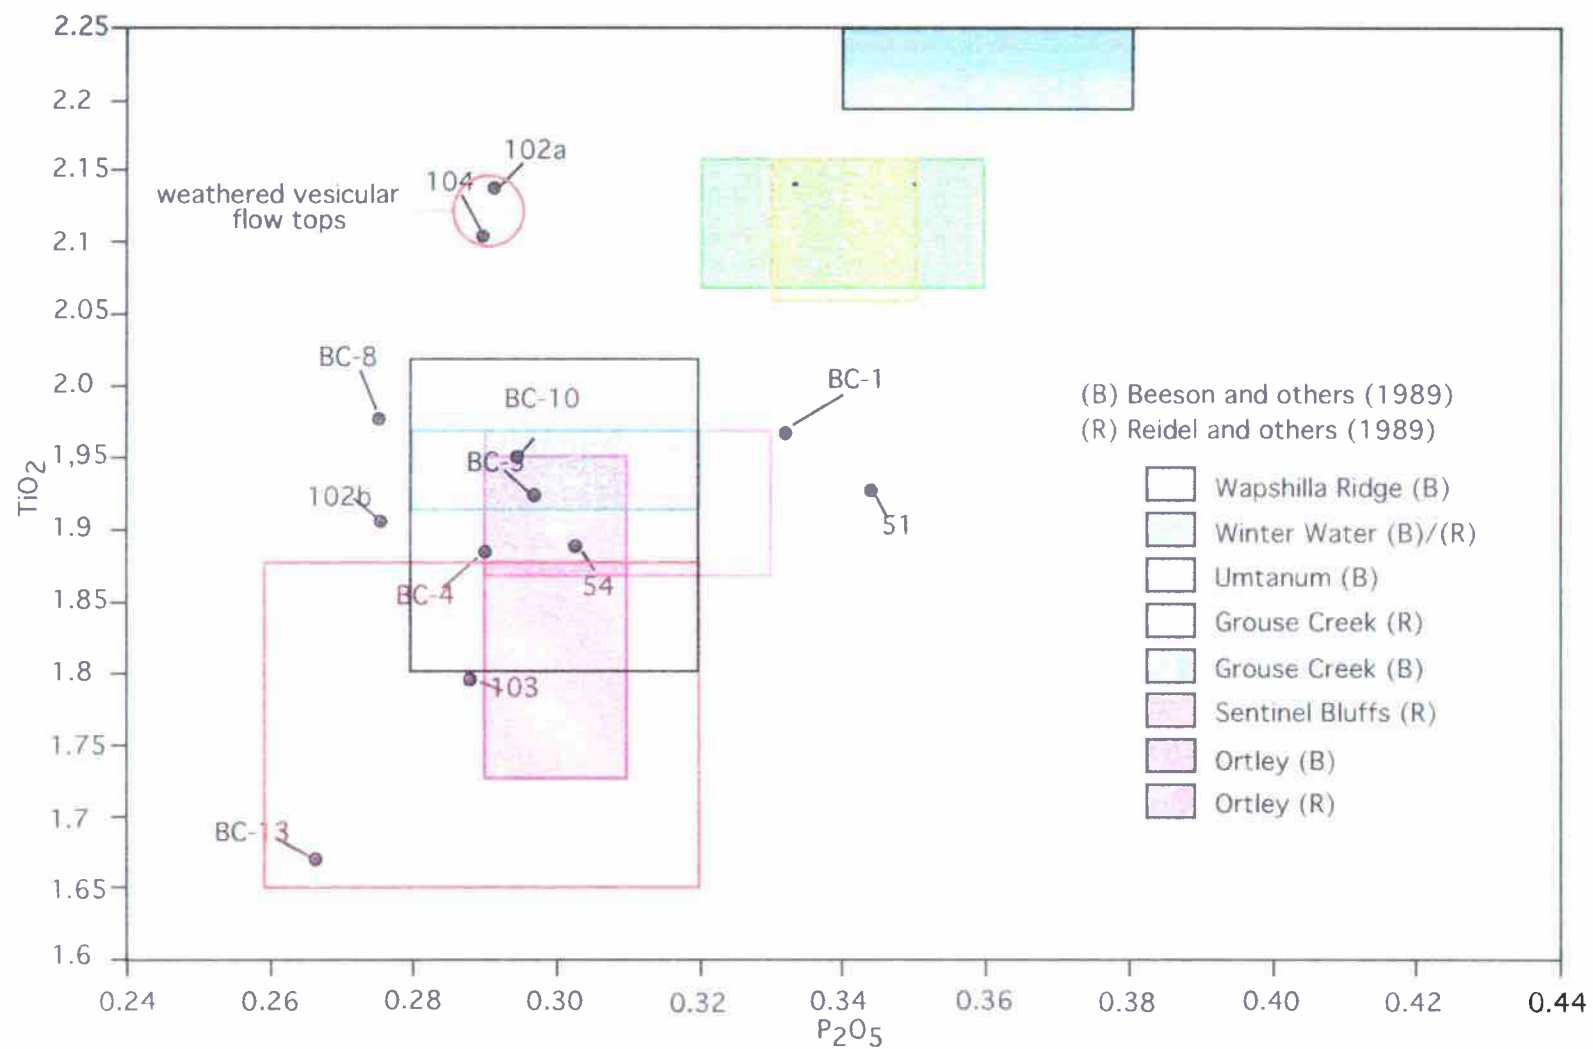 2.25
2.2
2.15
2.1
2.05
2.0
1,95
1.9
1.85
1.8
1.75
1.7
1.65
1.6
TiO2
0.24
0.26
0.28
0.30
0.32
0.34
0.36
0.38
0.40
0.42
0.44
P2O5
102a
104
weathered vesicular
flow tops
BC-8
BC-10
BC-1
102b
51
BC-4
54
103
BC-13
(B) Beeson and others (1989)
(R) Reidel and others (1989)
Wapshilla Ridge (B)
Winter Water (B)/(R)
Umtanum (B)
Grouse Creek (R)
Grouse Creek (B)
Sentinel Bluffs (R)
Ortley (B)
Ortley (R)